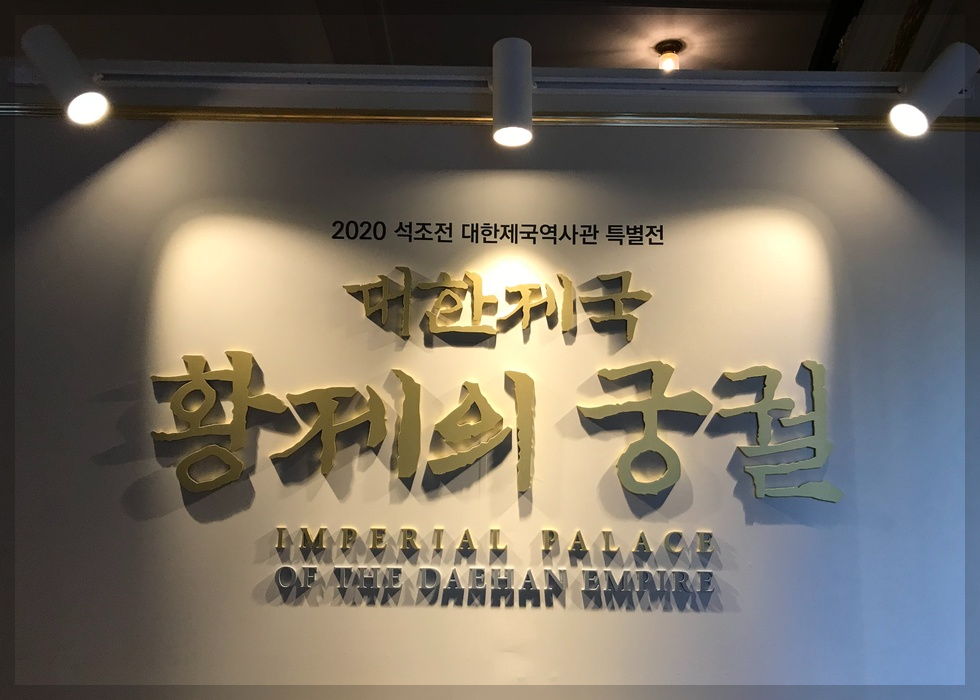 2020 석조전 대한제국역사관 특별전
대한제국
황제의 궁궐
IMPERIAL PALACE
OF THE DAEHAN EMPIRE